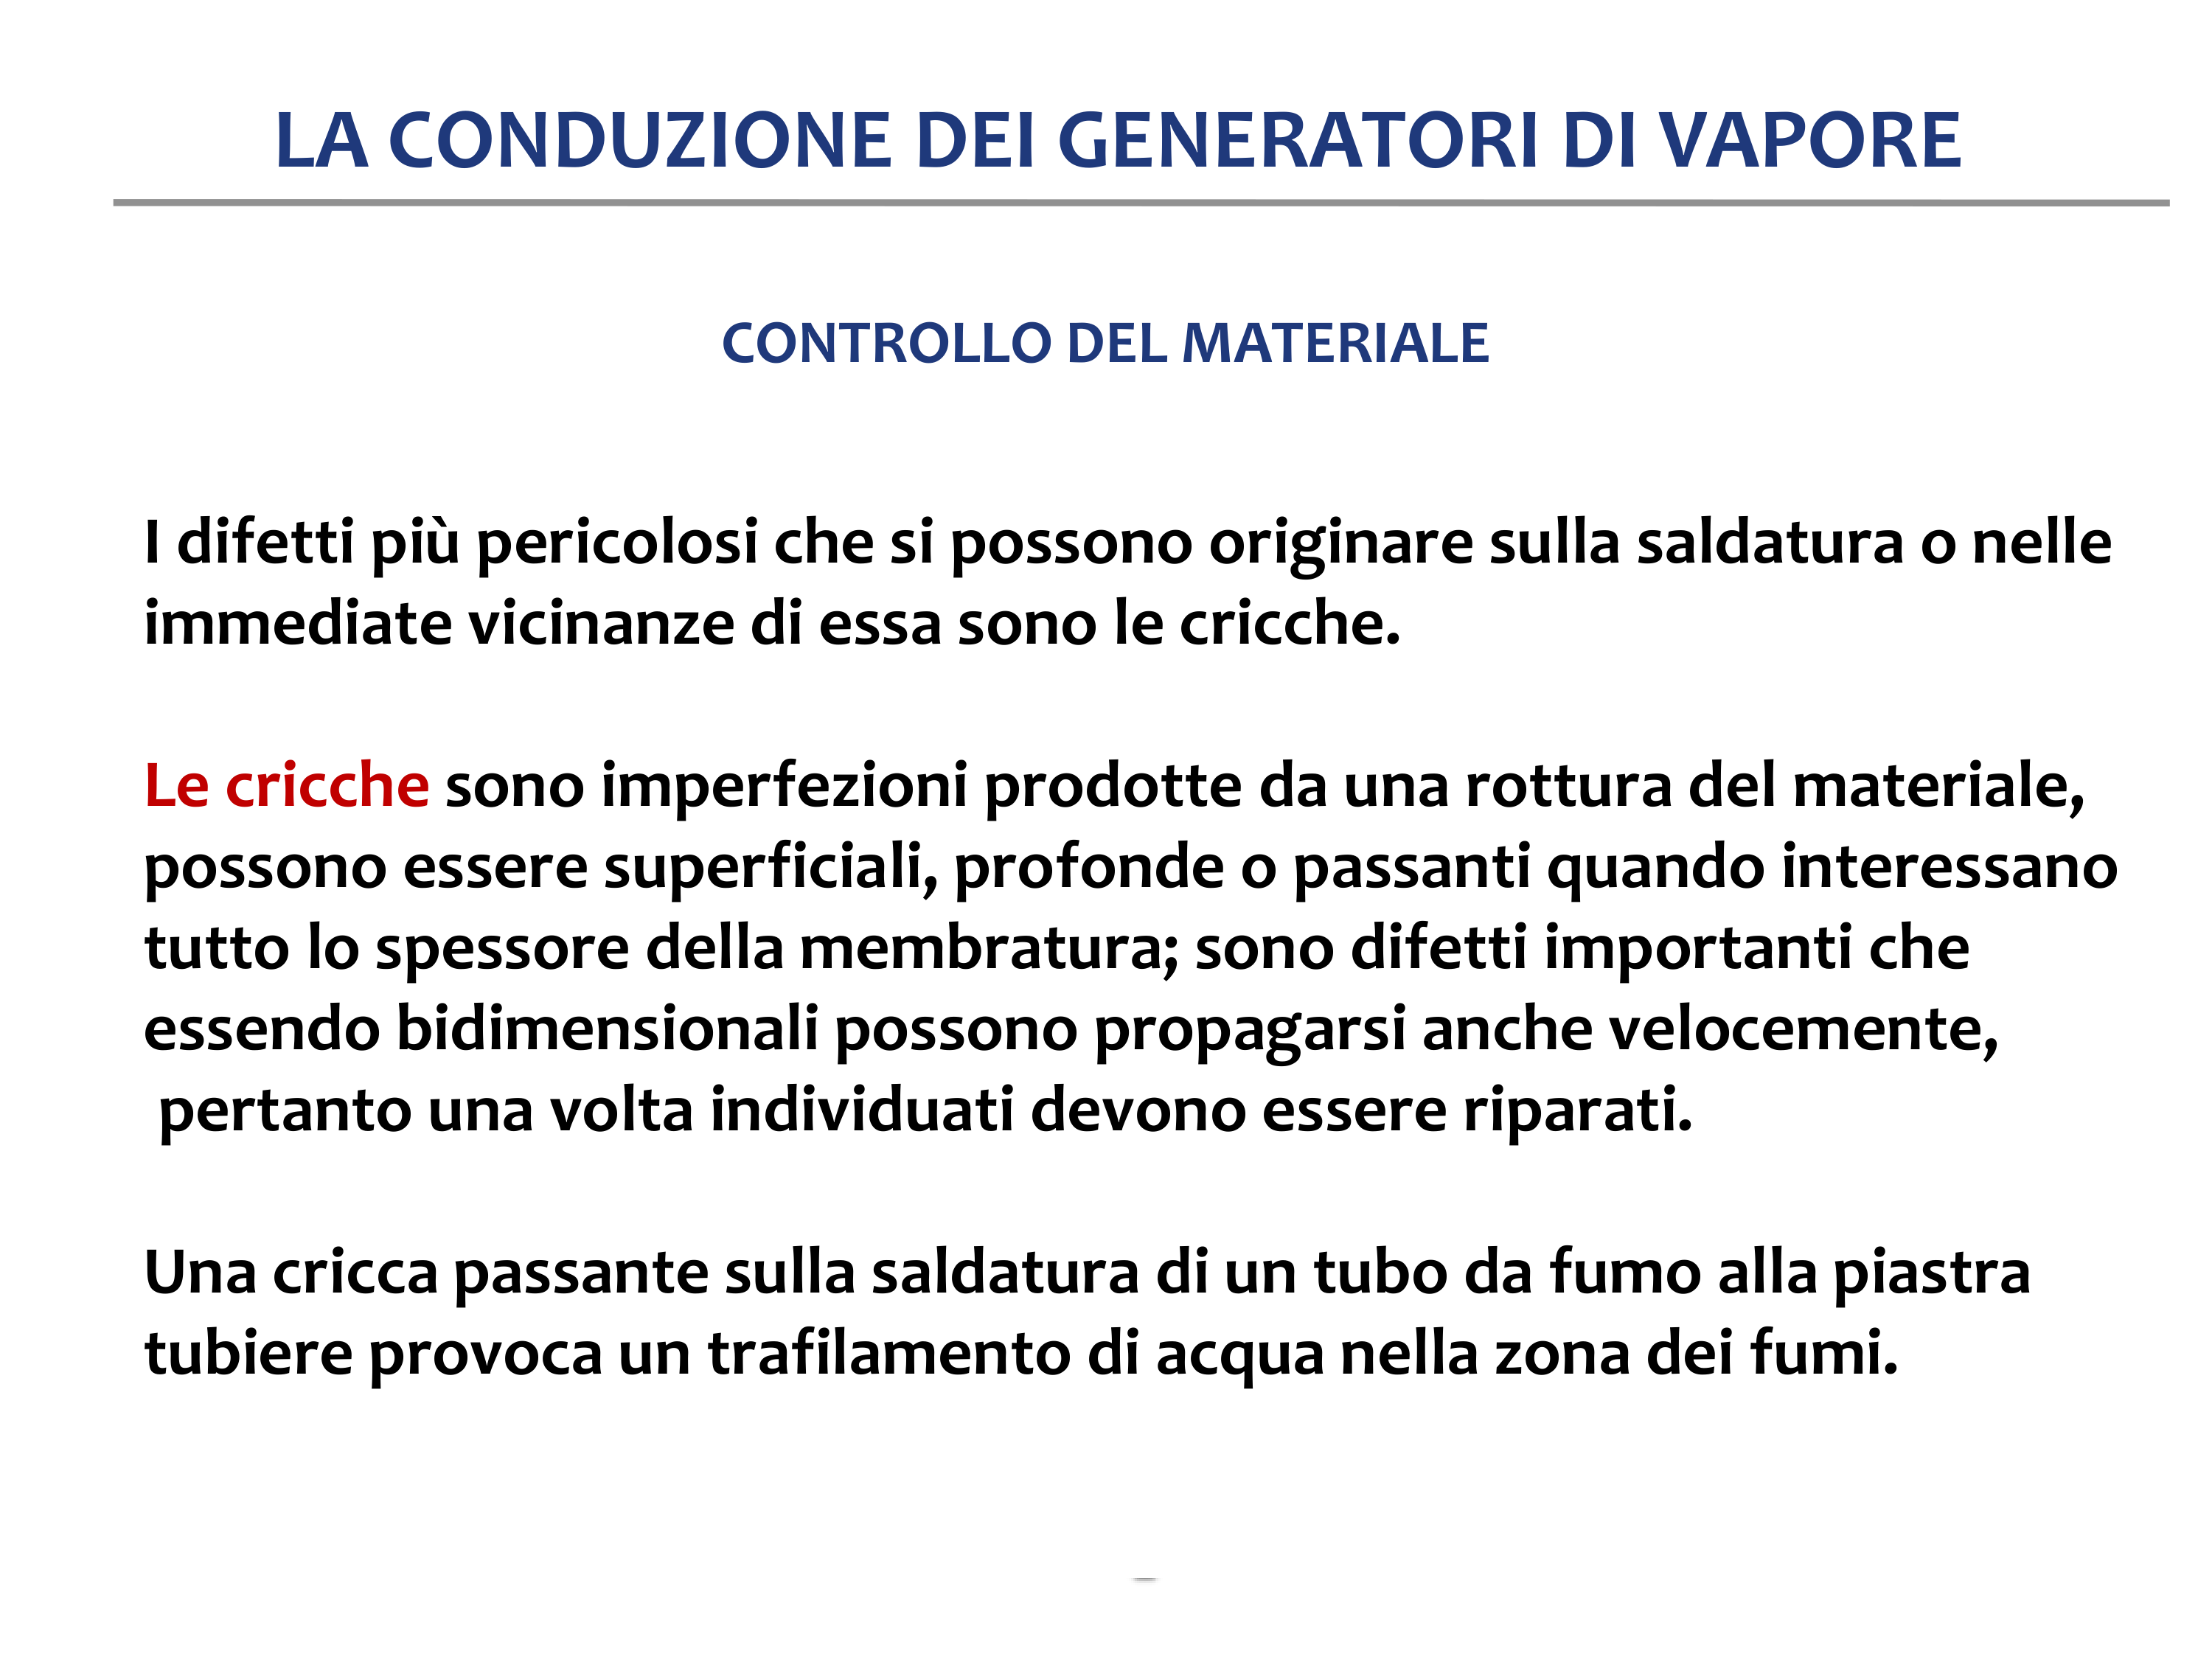 LA CONDUZIONE DEI GENERATORI DI VAPORE
CONTROLLO DEL MATERIALE
I difetti più pericolosi che si possono originare sulla saldatura o nelle
immediate vicinanze di essa sono le cricche.
Le cricche sono imperfezioni prodotte da una rottura del materiale,
possono essere superficiali, profonde o passanti quando interessano
tutto lo spessore della membratura; sono difetti importanti che
essendo bidimensionali possono propagarsi anche velocemente,
pertanto una volta individuati devono essere riparati.
Una cricca passante sulla saldatura di un tubo da fumo alla piastra
tubiere provoca un trafilamento di acqua nella zona dei fumi.